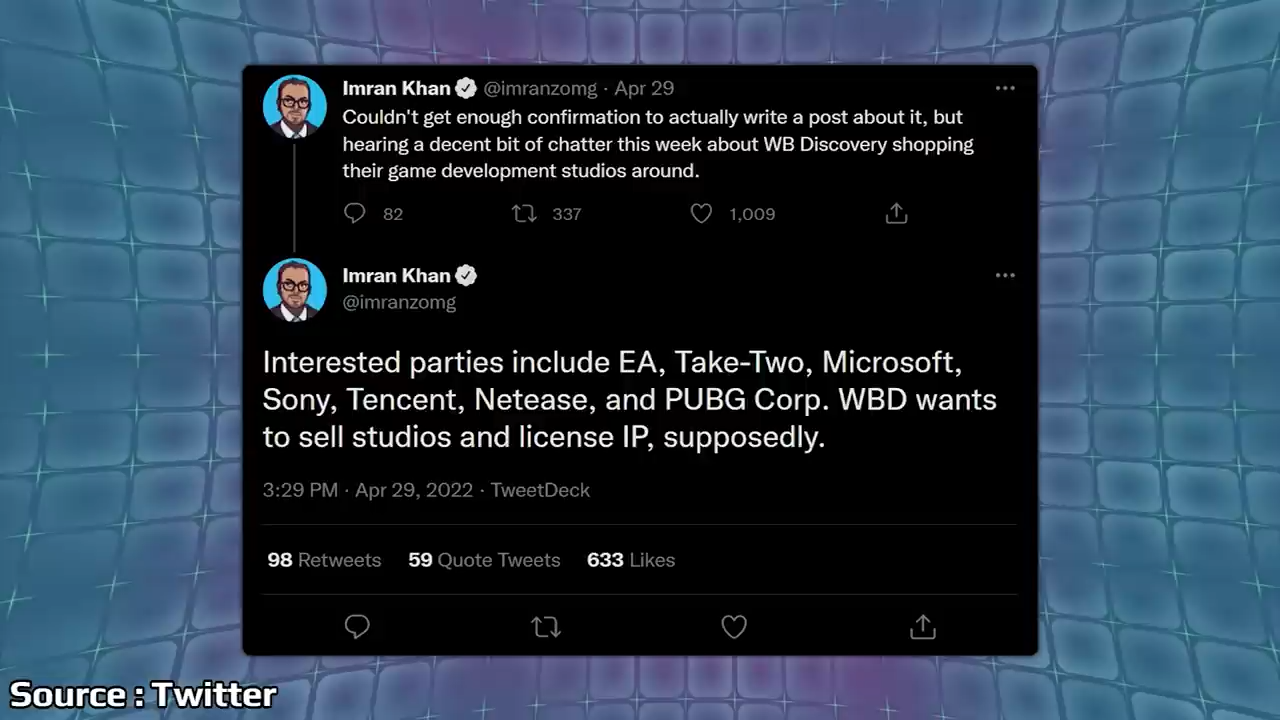 Imran Khan @imranzomg · Apr 29
Couldn't get enough confirmation to actually write a post about it, but
hearing a decent bit of chatter this week about WB Discovery shopping
their game development studios around.
82 337 1,009
Imran Khan
@imranzomg
Interested parties include EA, Take-Two, Microsoft,
Sony, Tencent, Netease, and PUBG Corp. WBD wants
to sell studios and license IP, supposedly.
3:29 PM · Apr 29, 2022 · TweetDeck
98 Retweets 59 Quote Tweets 633 Likes
Source : Twitter